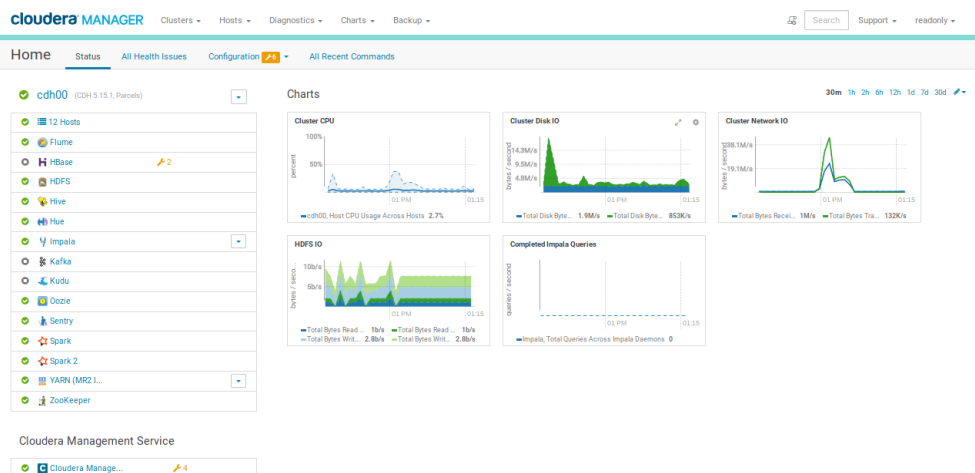 cloudera MANAGER Clusters Hosts Diagnostics Charts Backup Search Support readonly
Home Status All Health Issues Configuration 6 All Recent Commands
cdh00 (CDH 5.15.1, Parcels)
12 Hosts
Flume
HBase 2
HDFS
Hive
Hue
Impala
Kafka
Kudu
Oozie
Sentry
Spark
Spark 2
YARN (MR2 I...
ZooKeeper
Cloudera Management Service
Cloudera Manage... 4
Charts 30m 1h 2h 6h 12h 1d 7d 30d
Cluster CPU
percent
100%
50%
01 PM 01:15
cdh00, Host CPU Usage Across Hosts 2.7%
Cluster Disk IO
bytes / second
14.3M/s
9.5M/s
4.8M/s
01 PM 01:15
Total Disk Byte... 1.9M/s Total Disk Byte... 853K/s
Cluster Network IO
bytes / second
38.1M/s
19.1M/s
01 PM 01:15
Total Bytes Recei... 1M/s Total Bytes Tra... 132K/s
HDFS IO
bytes / seco...
10b/s
5b/s
01 PM 01:15
Total Bytes Read ... 1b/s Total Bytes Read ... 1b/s
Total Bytes Writ... 2.8b/s Total Bytes Writ... 2.8b/s
Completed Impala Queries
queries / second
01 PM 01:15
Impala, Total Queries Across Impala Daemons 0